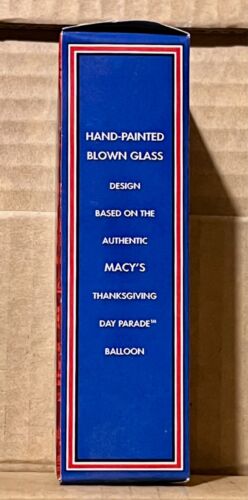 HAND-PAINTED
BLOWN GLASS
DESIGN
BASED ON THE
AUTHENTIC
MACY'S
THANKSGIVING
DAY PARADE℠
BALLOON